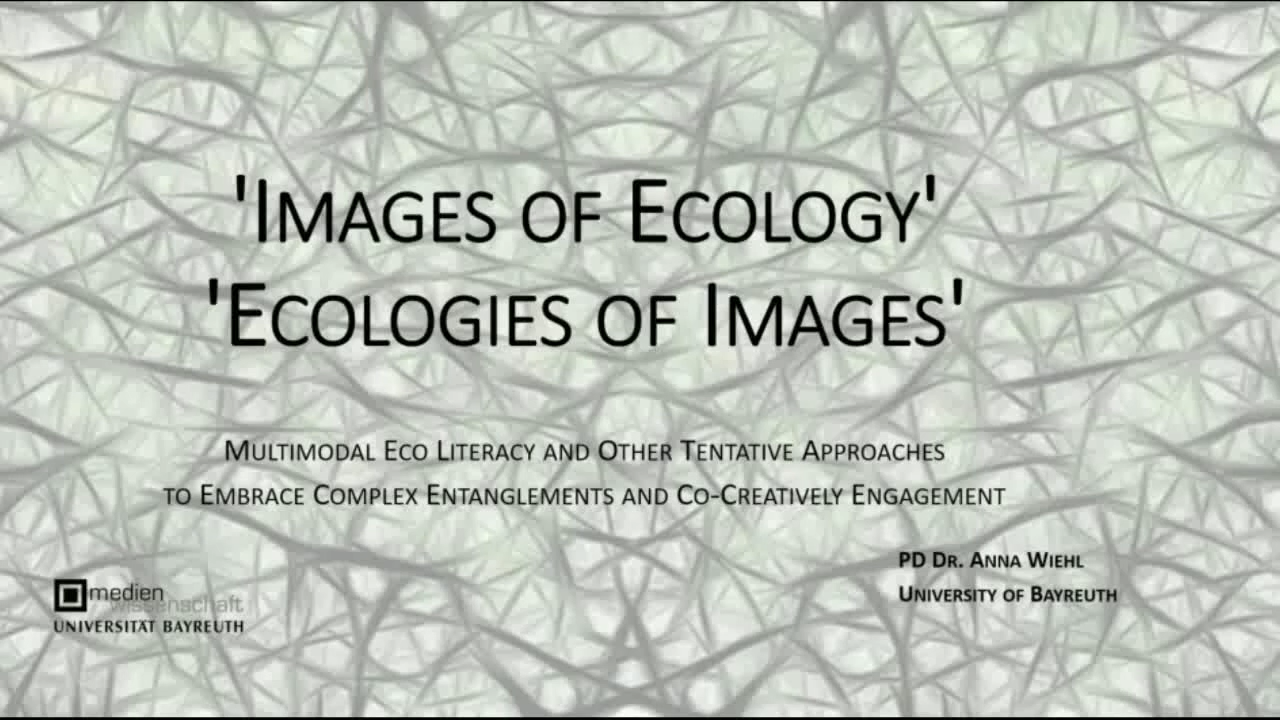 'Images of Ecology'
'Ecologies of Images'
Multimodal Eco Literacy and Other Tentative Approaches
to Embrace Complex Entanglements and Co-Creatively Engagement
PD Dr. Anna Wiehl
University of Bayreuth
medien
wissenschaft
UNIVERSITÄT BAYREUTH